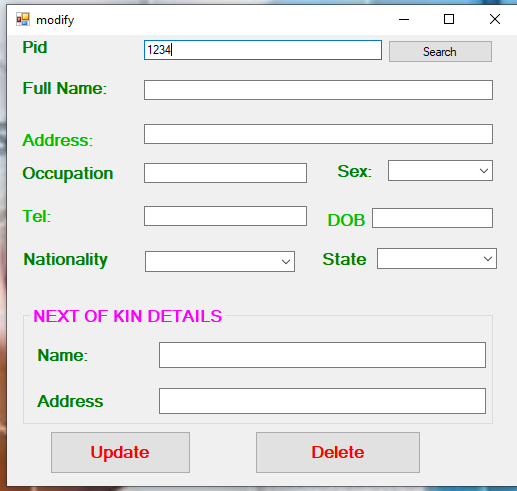 modify
Pid 1234 Search
Full Name:
Address:
Occupation Sex:
Tel: DOB
Nationality State
NEXT OF KIN DETAILS
Name:
Address
Update Delete